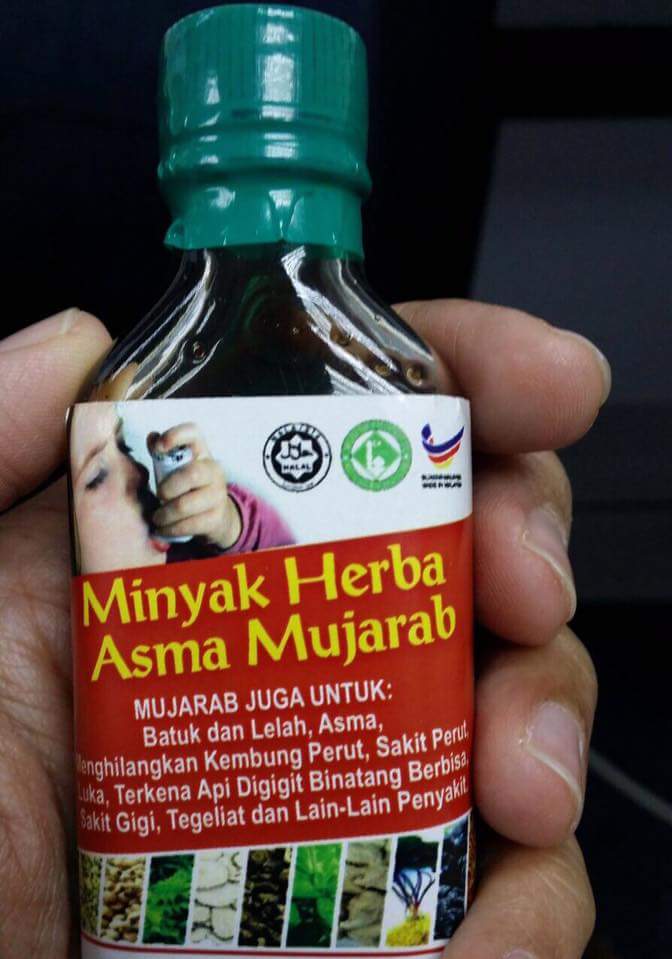 MALAYSIA
HALAL
Minyak Herba
Asma Mujarab
MUJARAB JUGA UNTUK:
Batuk dan Lelah, Asma,
Menghilangkan Kembung Perut, Sakit Perut,
Luka, Terkena Api Digigit Binatang Berbisa,
Sakit Gigi, Tegeliat dan Lain-Lain Penyakit.